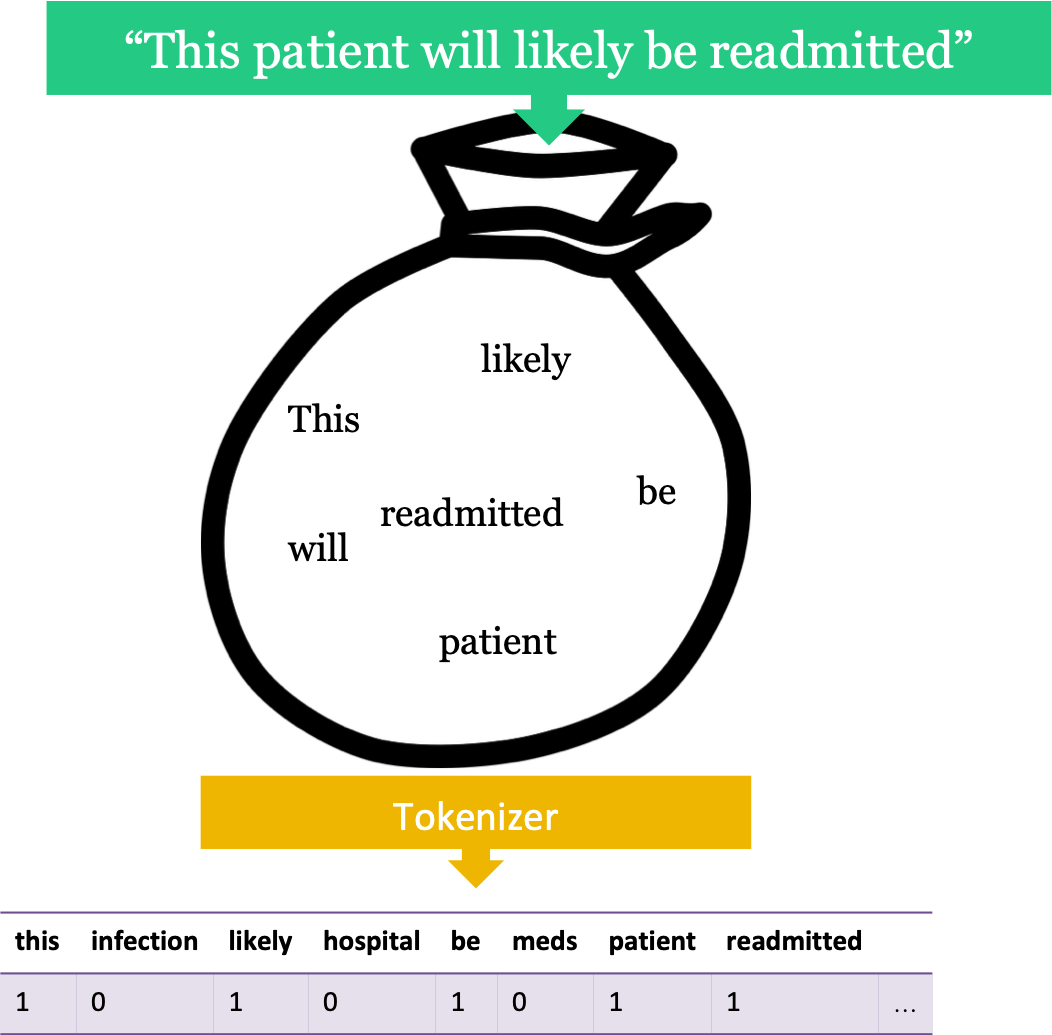 “This patient will likely be readmitted”
likely
This
be
readmitted
will
patient
Tokenizer
this infection likely hospital be meds patient readmitted
1 0 1 0 1 0 1 1 ...